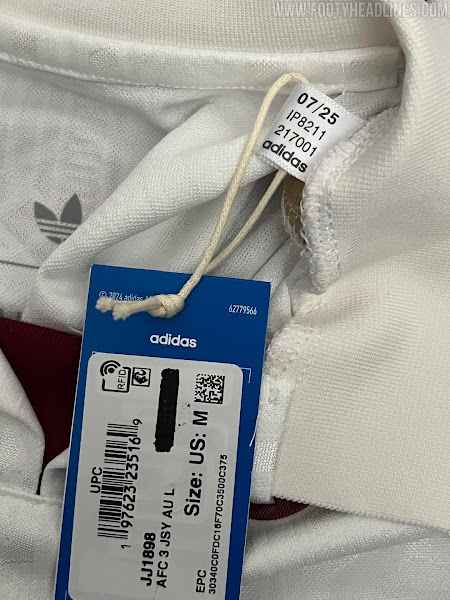 WWW.FOOTYHEADLINES.COM
07/25
IP8211
217001
adidas
© 2024 adidas
62779566
adidas
RFID
UPC
1 97623 23516 9
JJ1898
AFC 3 JSY AU L
Size: US: M
EPC
30340C0FDC16F70C3500C375